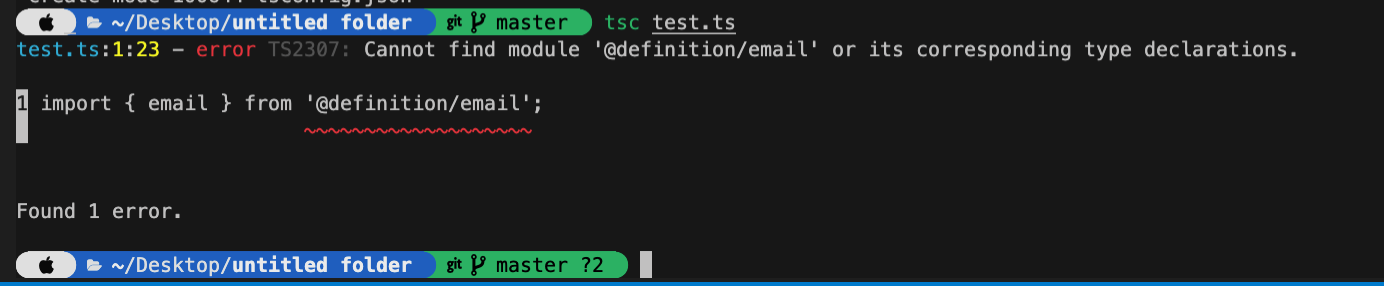 ~/Desktop/untitled folder git master tsc test.ts
test.ts:1:23 - error TS2307: Cannot find module '@definition/email' or its corresponding type declarations.
1 import { email } from '@definition/email';
Found 1 error.
~/Desktop/untitled folder git master ?2